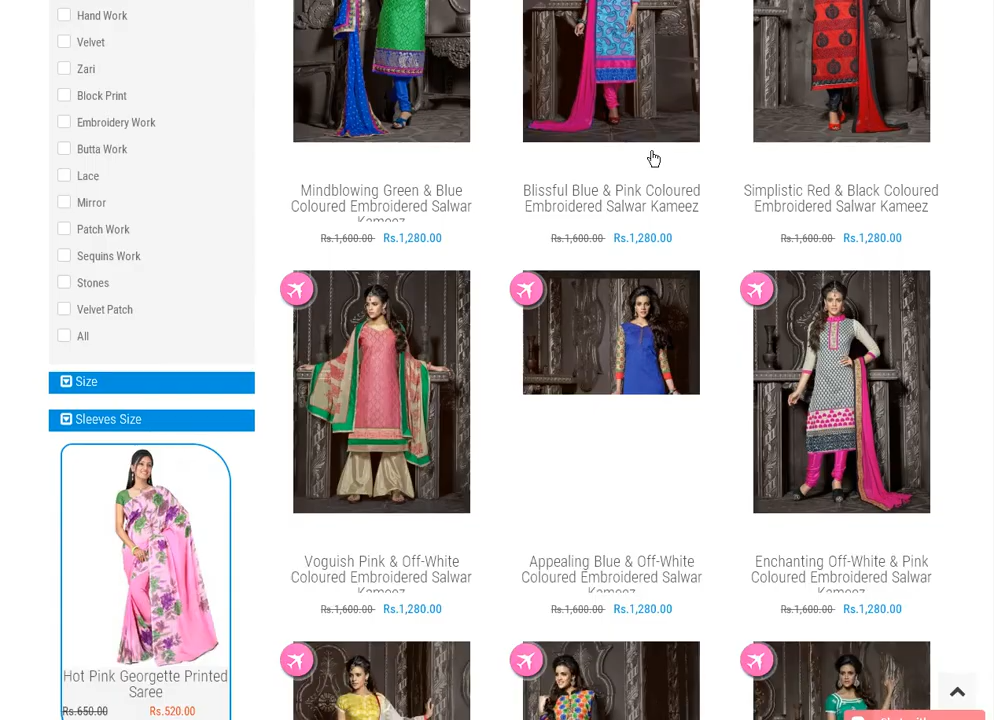 Hand Work
Velvet
Zari
Block Print
Embroidery Work
Butta Work
Lace
Mirror
Patch Work
Sequins Work
Stones
Velvet Patch
All
Size
Sleeves Size
Hot Pink Georgette Printed
Saree
Rs.650.00 Rs.520.00
Mindblowing Green & Blue
Coloured Embroidered Salwar
Kameez
Rs.1,600.00 Rs.1,280.00
Blissful Blue & Pink Coloured
Embroidered Salwar Kameez
Rs.1,600.00 Rs.1,280.00
Simplistic Red & Black Coloured
Embroidered Salwar Kameez
Rs.1,600.00 Rs.1,280.00
Voguish Pink & Off-White
Coloured Embroidered Salwar
Kameez
Rs.1,600.00 Rs.1,280.00
Appealing Blue & Off-White
Coloured Embroidered Salwar
Kameez
Rs.1,600.00 Rs.1,280.00
Enchanting Off-White & Pink
Coloured Embroidered Salwar
Kameez
Rs.1,600.00 Rs.1,280.00